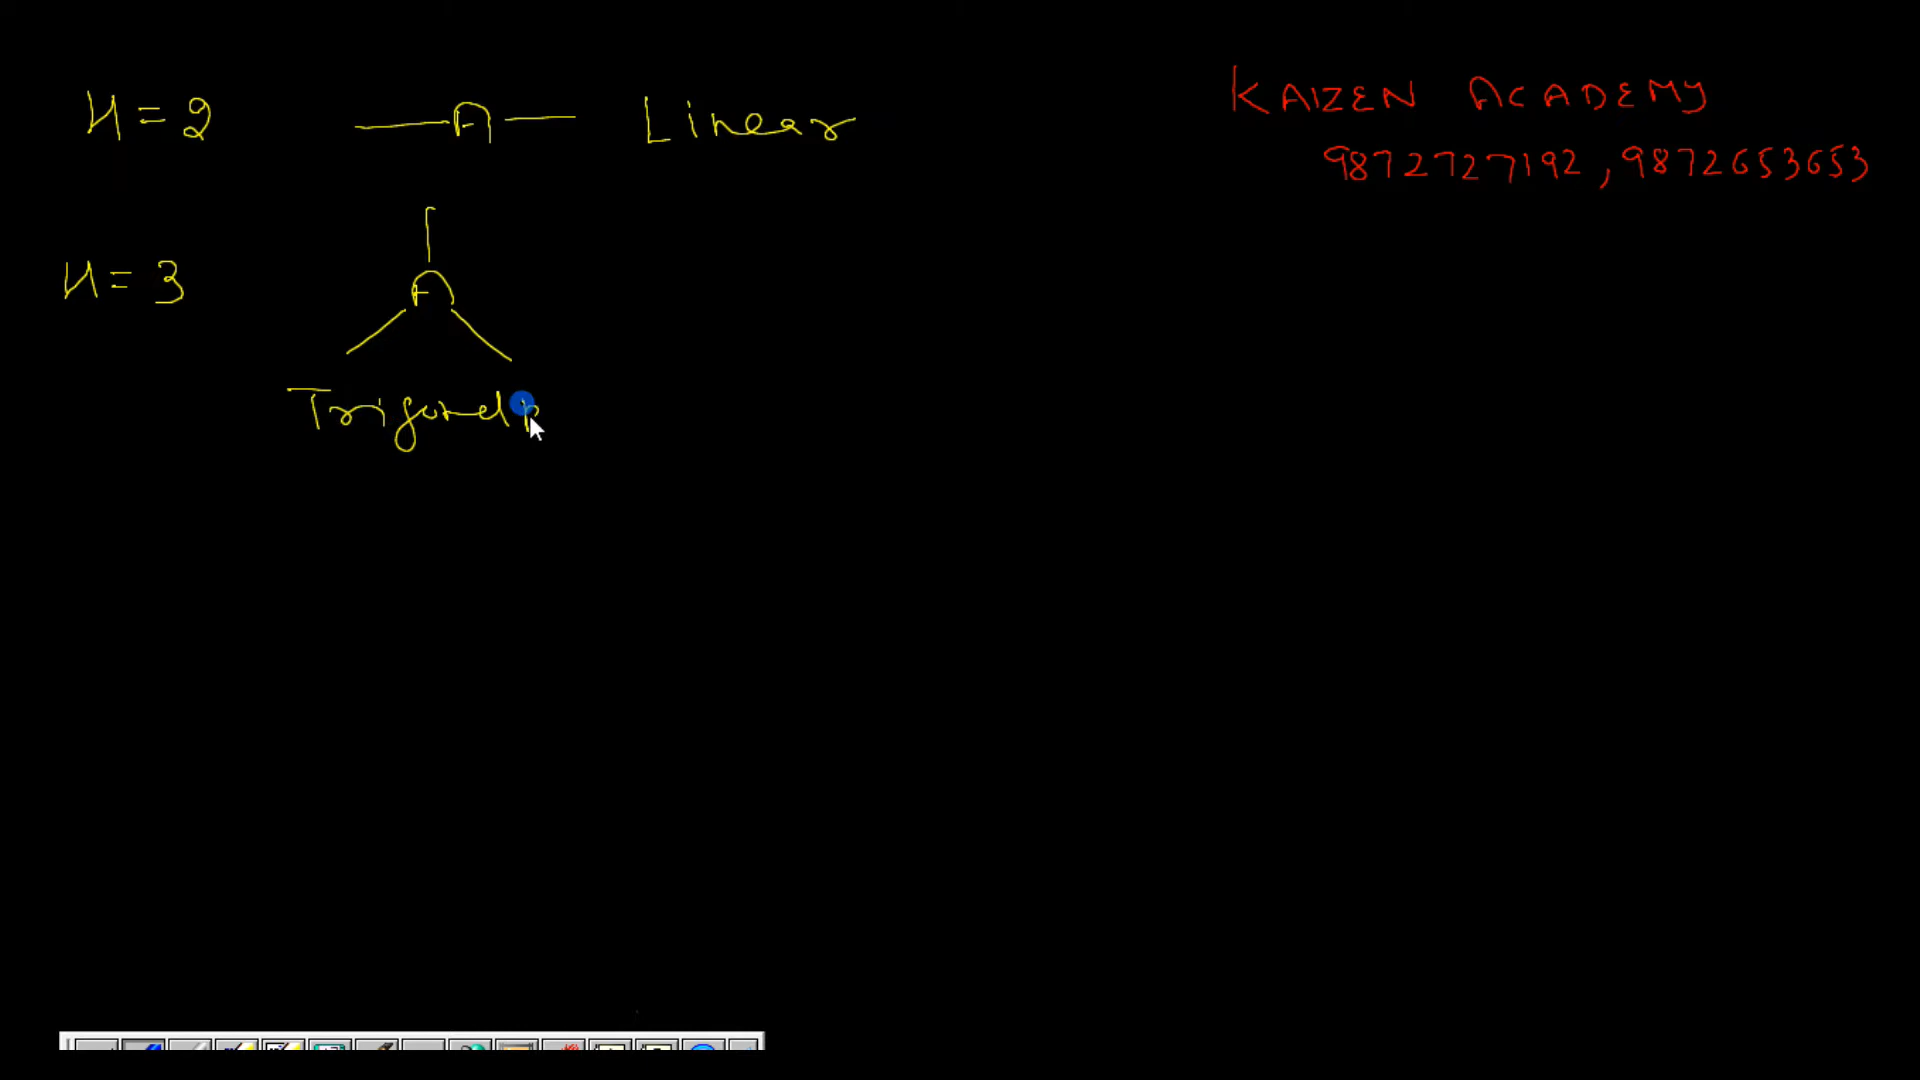 H = 2 —A— Linear
KAIZEN ACADEMY
9872727192, 9872653653
H = 3
A
Trigonal p